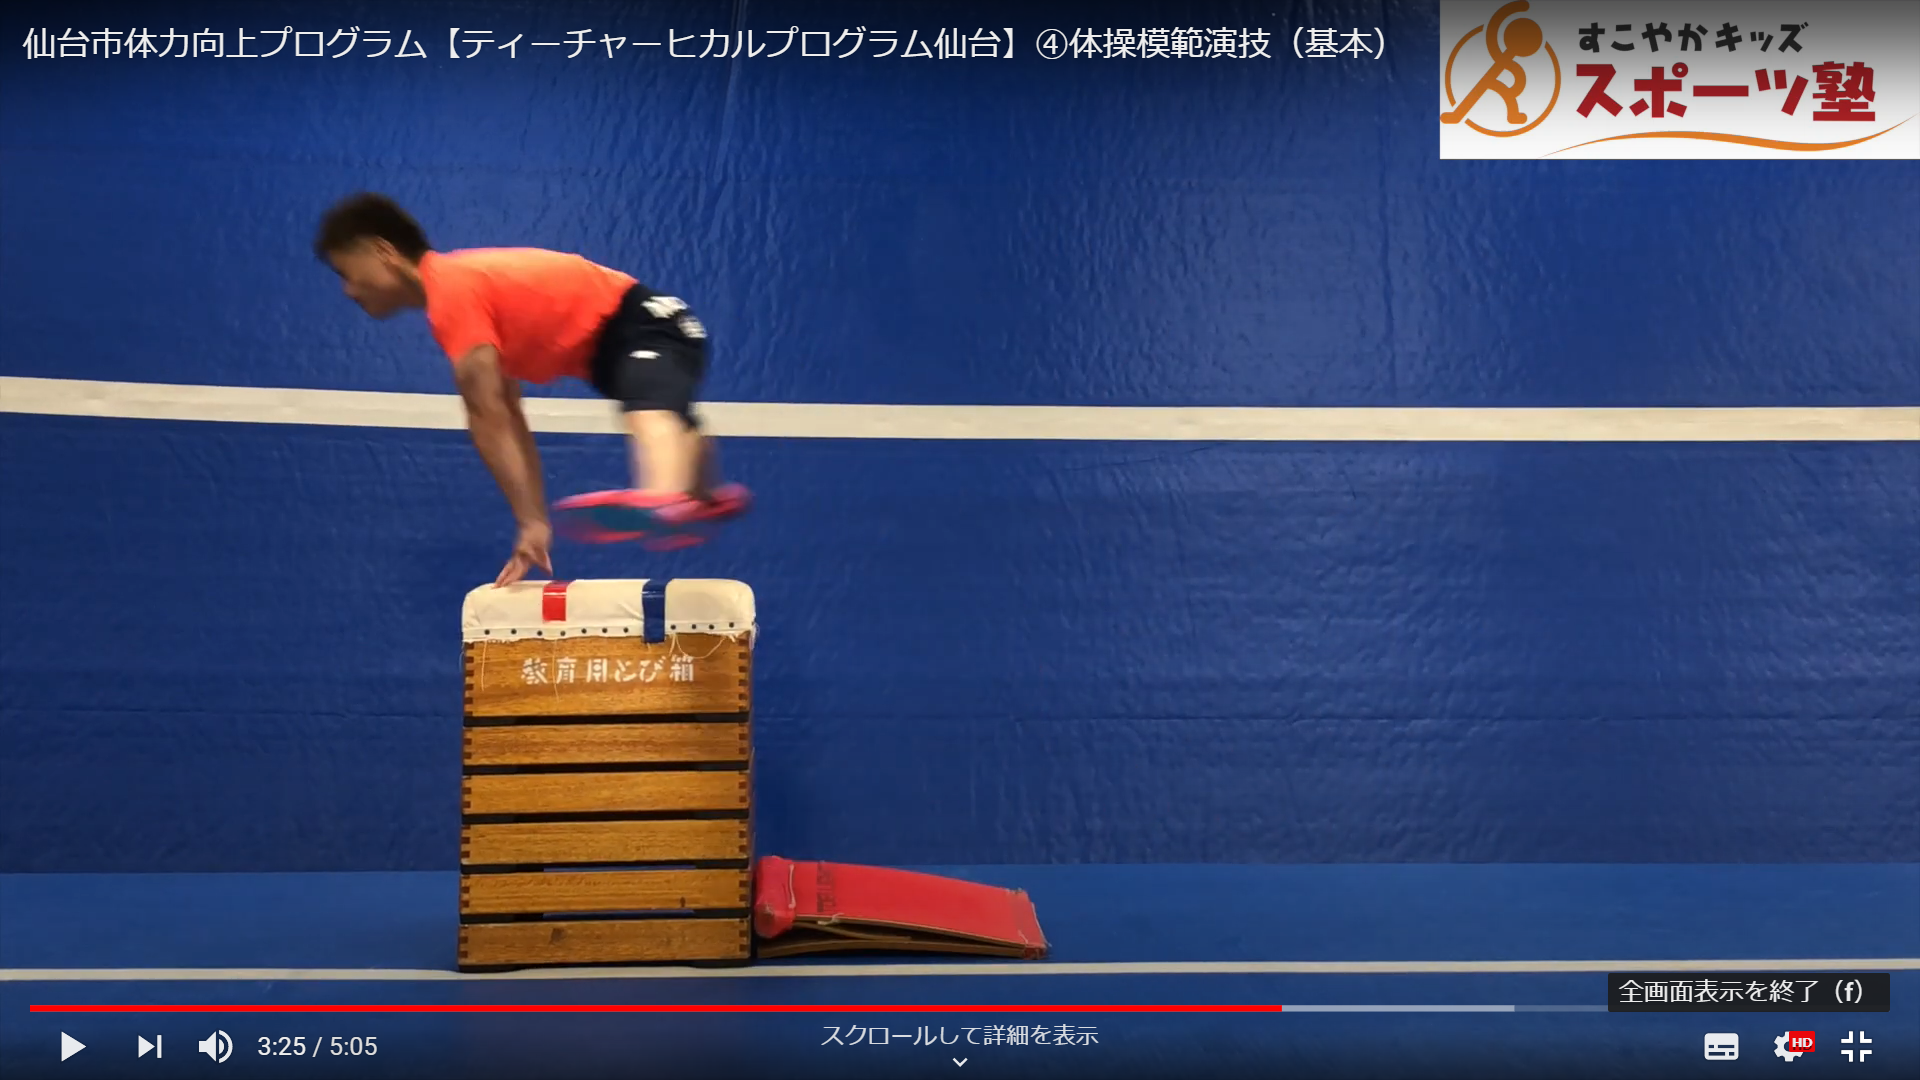 仙台市体力向上プログラム【ティーチャーヒカルプログラム仙台】④体操模範演技（基本）
すこやかキッズ
スポーツ塾
教育用とび箱
全画面表示を終了（f）
スクロールして詳細を表示
3:25 / 5:05
HD